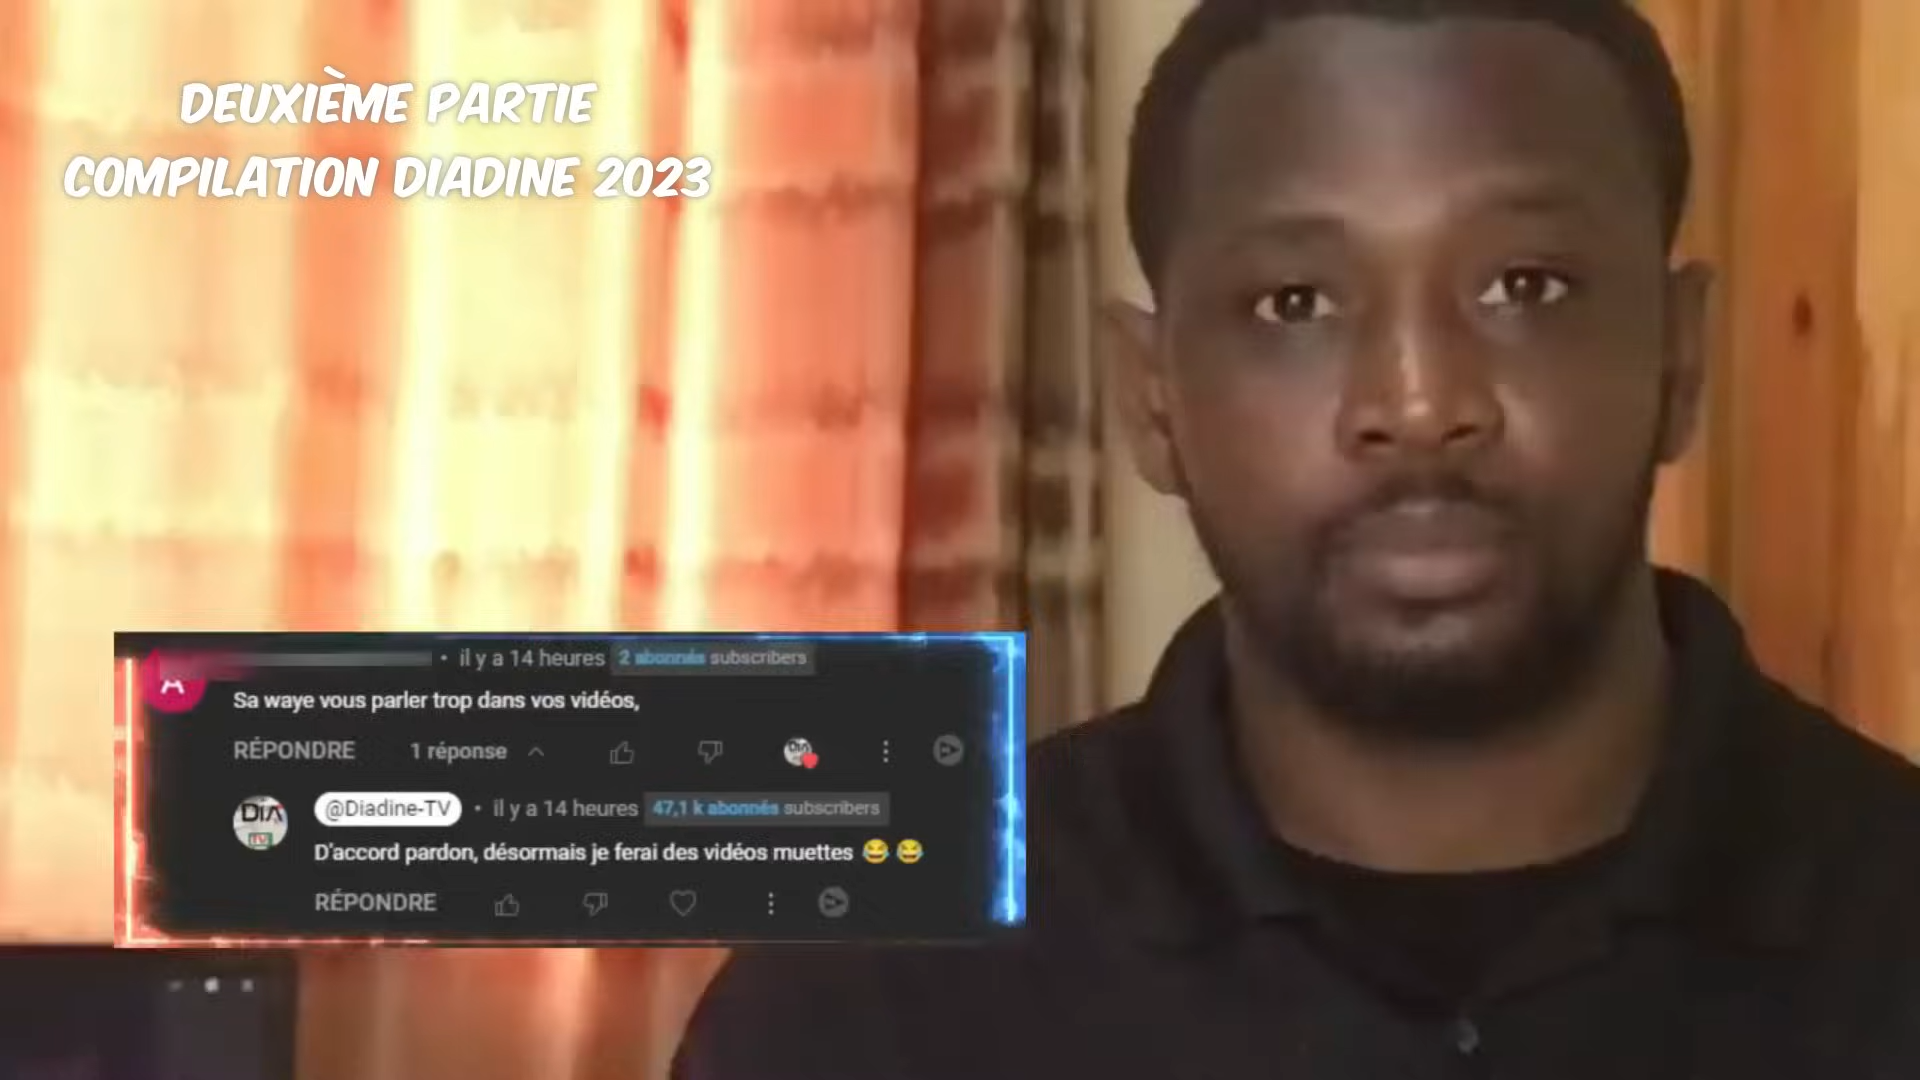 DEUXIÈME PARTIE
COMPILATION DIADINE 2023
A
• il y a 14 heures 2 abonnés subscribers
Sa waye vous parler trop dans vos vidéos,
RÉPONDRE 1 réponse
DIA
TV
@Diadine-TV • il y a 14 heures 47,1 k abonnés subscribers
D'accord pardon, désormais je ferai des vidéos muettes 😂 😂
RÉPONDRE